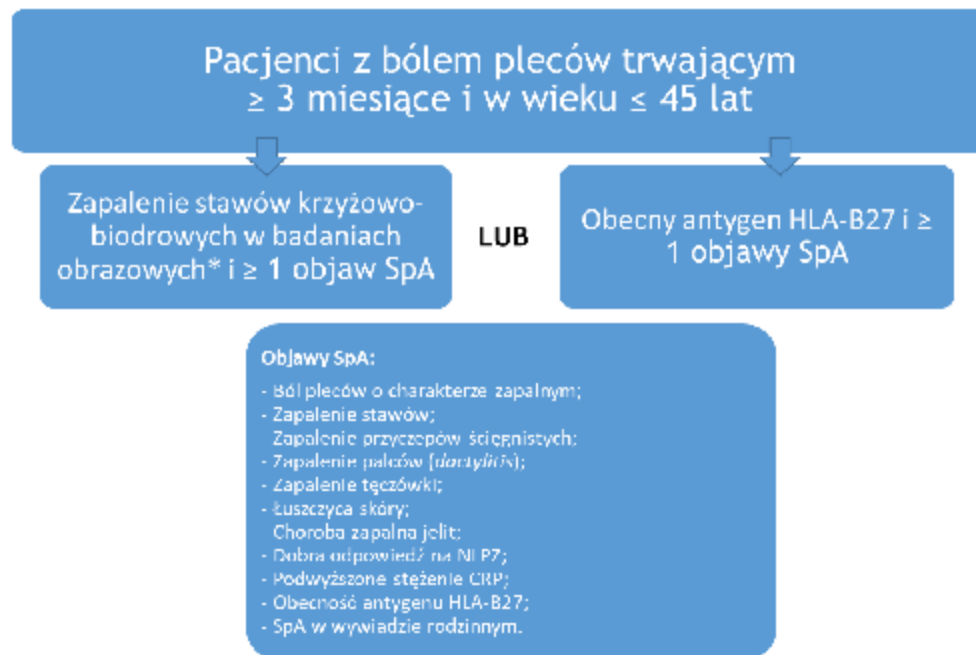 Pacjenci z bólem pleców trwającym
≥ 3 miesiące i w wieku ≤ 45 lat
Zapalenie stawów krzyżowo-
biodrowych w badaniach
obrazowych* i ≥ 1 objaw SpA
LUB
Obecny antygen HLA-B27 i ≥
1 objawy SpA
Objawy SpA:
- Ból pleców o charakterze zapalnym;
- Zapalenie stawów;
Zapalenie przyczepów ścięgnistych;
- Zapalenie palców (dactylitis);
- Zapalenie tęczówki;
- Łuszczyca skóry;
Choroba zapalna jelit;
- Dobra odpowiedź na NLPZ;
- Podwyższone stężenie CRP;
- Obecność antygenu HLA-B27;
- SpA w wywiadzie rodzinnym.